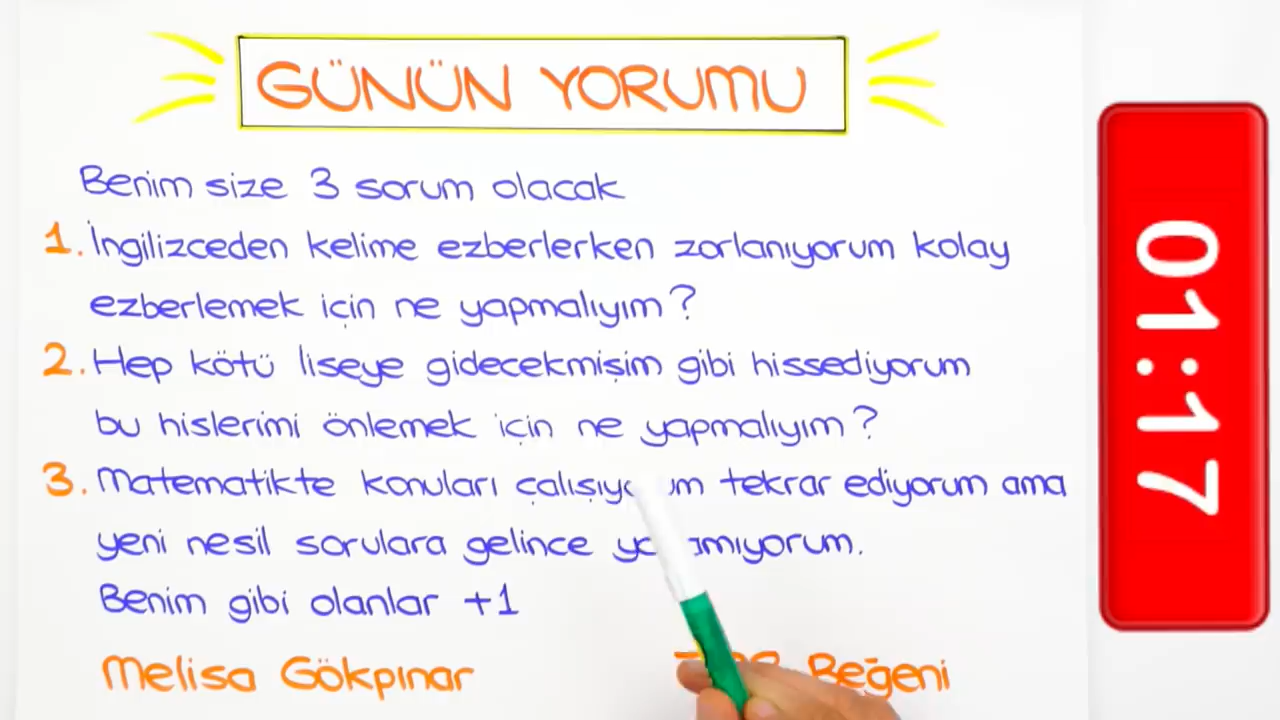 GÜNÜN YORUMU
Benim size 3 sorum olacak
1. İngilizceden kelime ezberlerken zorlanıyorum kolay
ezberlemek için ne yapmalıyım?
2. Hep kötü liseye gidecekmişim gibi hissediyorum
bu hislerimi önlemek için ne yapmalıyım?
3. Matematikte konuları tekrar ediyorum ama
yeni nesil sorulara gelince
Benim gibi olanlar +1
Melisa Gökpınar
Beğeni
01:17